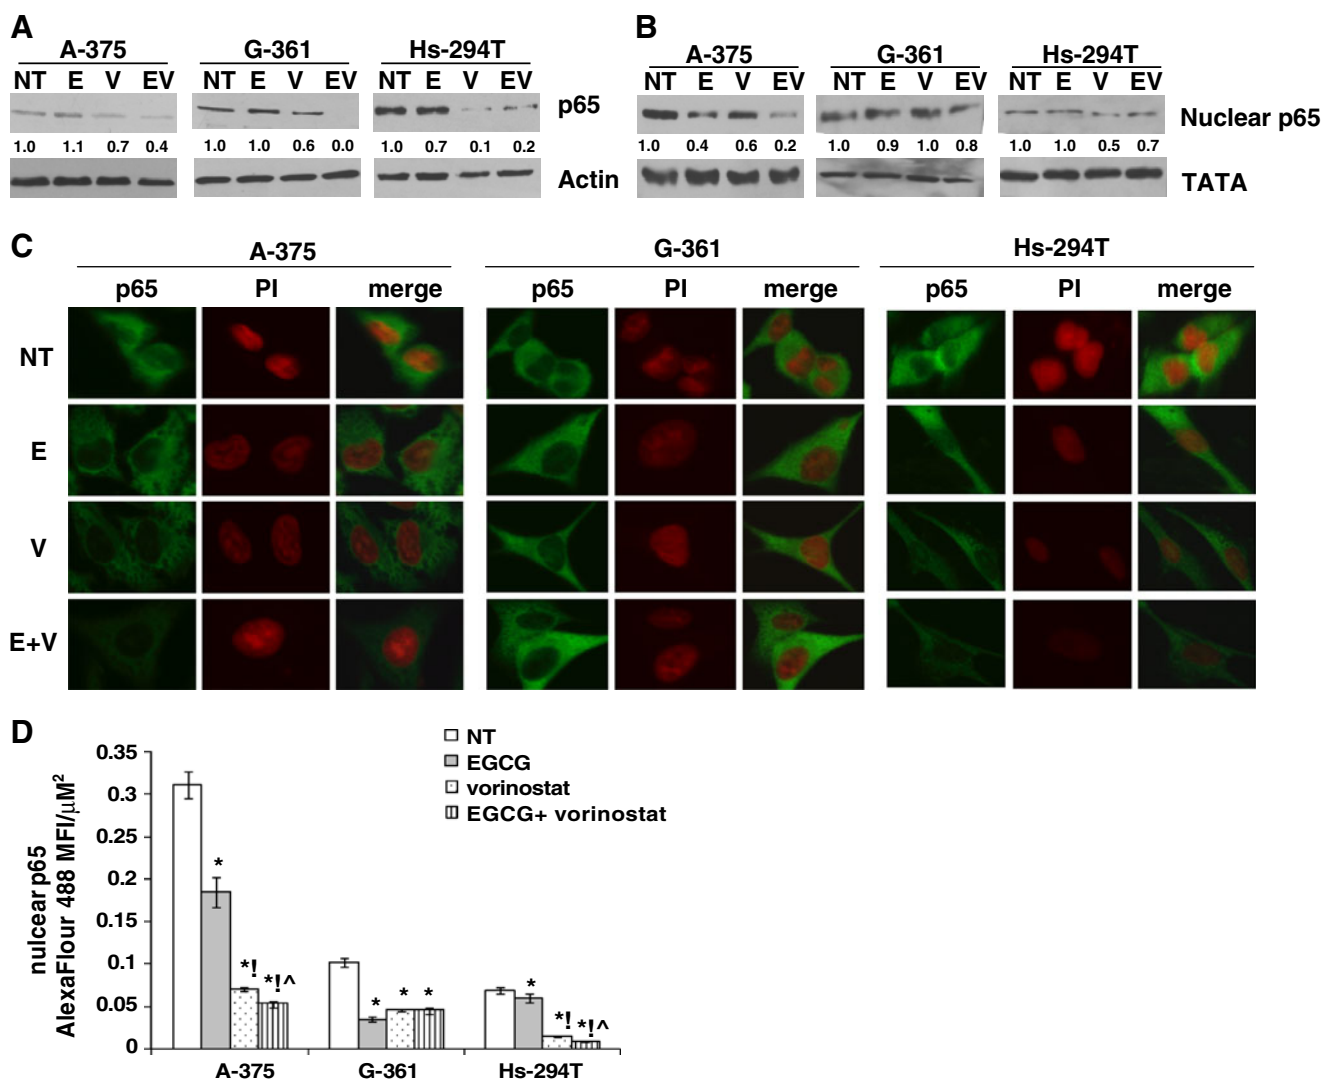 A
A-375 G-361 Hs-294T
NT E V EV NT E V EV NT E V EV
p65
1.0 1.1 0.7 0.4 1.0 1.0 0.6 0.0 1.0 0.7 0.1 0.2
Actin
B
A-375 G-361 Hs-294T
NT E V EV NT E V EV NT E V EV
Nuclear p65
1.0 0.4 0.6 0.2 1.0 0.9 1.0 0.8 1.0 1.0 0.5 0.7
TATA
C
A-375 G-361 Hs-294T
p65 PI merge p65 PI merge p65 PI merge
NT
E
V
E+V
D
NT
EGCG
vorinostat
EGCG+ vorinostat
nulcear p65
AlexaFlour 488 MFI/µM²
0.35
0.3
0.25
0.2
0.15
0.1
0.05
0
* *! *!^ * * * * *! *!^
A-375 G-361 Hs-294T